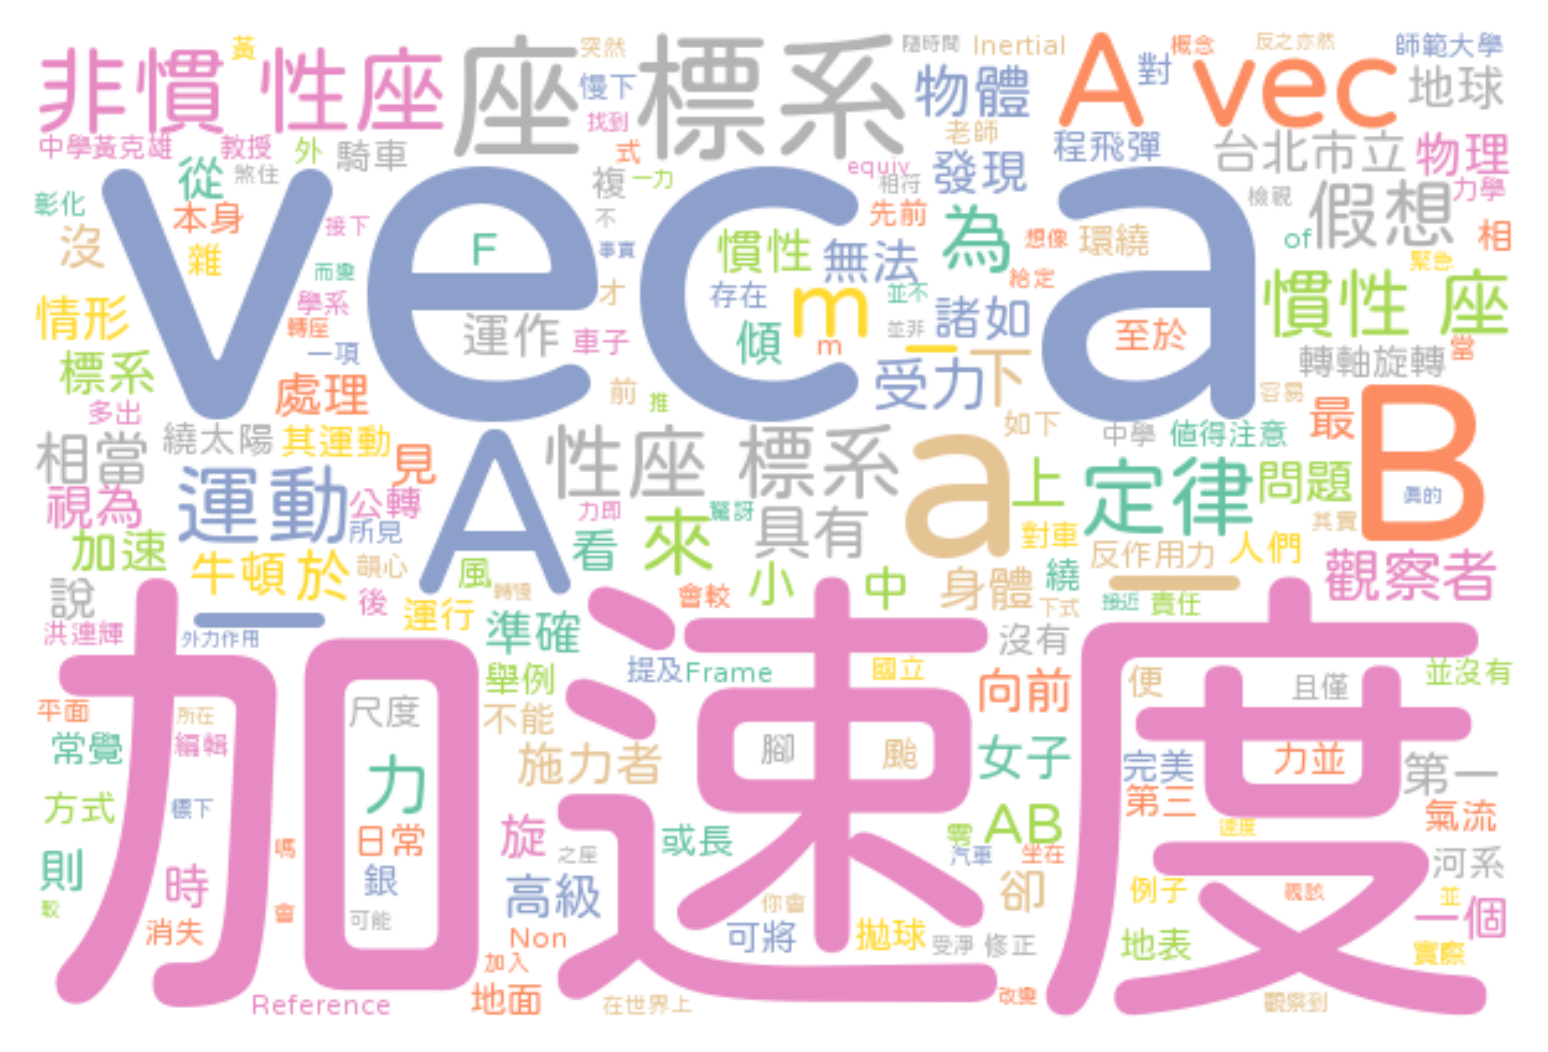 非慣 性座 座標系 物體 A vec
黃 突然 隨時間 Inertial 概念 反之亦然 師範大學
慢下 找到 對 地球
中學黃克雄 教授 外 騎車 式 老師 程飛彈 台北市立 物理
從 煞住 複 一力 equiv 相符 發現 檢視 假想 力學
彰化 本身 接下 不 先前 為 想像 環繞 of 相
vec a
沒 雜 而變 F 事實 慣性 無法 給定 緊急
情形 學系 轉座 才 存在 m 並不 諸如 慣性 座
標系 一項 運作 車子 傾 m 並非 至於 轉軸旋轉 當
多出 處理 前 推 受力 下 容易
相當 繞太陽 其運動 見 A 性座 標系 a 如下 中學 值得注意 最 B
視為 運動 公轉 力即 驚訝 具有 上 定律 問題 真的
加速 所見 看 來 對車 反作用力 人們 其實
說 牛頓 於 韻心 風 轉慢 會較 小 中 身體 繞 觀察者
後 運行 準確 下式 接近 責任
洪連輝 外力作用 沒有
加速度
尺度 舉例 提及 Frame 國立 向前 便 且僅 並沒有
平面 所在 不能
常覺 編輯 力 施力者 腳 颱 女子 完美 力並 第一
方式 標下 第三 氣流
日常 旋 之座 或長 零 AB 速度
則 時 嗎 銀 高級 汽車 坐在 例子 河系
較 會 可能 你會 卻 觀該 並 一個
消失 Non 可將 拋球 受淨 修正 地表 實際
加入
Reference 地面 在世界上 改變 觀察到